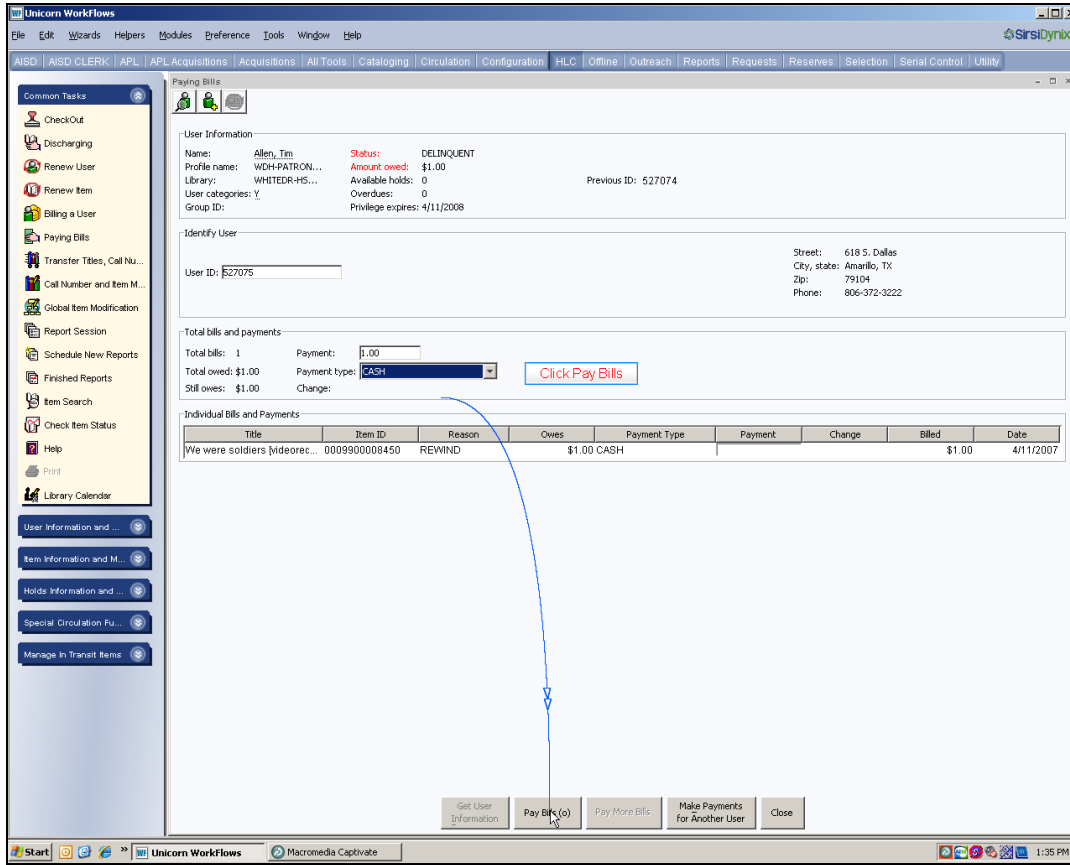 Unicorn WorkFlows
File Edit Wizards Helpers Modules Preference Tools Window Help
SirsiDynix
AISD AISD CLERK APL APL Acquisitions Acquisitions All Tools Cataloging Circulation Configuration HLC Offline Outreach Reports Requests Reserves Selection Serial Control Utility
Common Tasks
CheckOut
Discharging
Renew User
Renew Item
Billing a User
Paying Bills
Transfer Titles, Call Nu...
Call Number and Item M...
Global Item Modification
Report Session
Schedule New Reports
Finished Reports
Item Search
Check Item Status
Help
Print
Library Calendar
User Information and ...
Item Information and M...
Holds Information and ...
Special Circulation Fu...
Manage In Transit Items
Paying Bills
User Information
Name: Allen, Tim Status: DELINQUENT
Profile name: WDH-PATRON... Amount owed: $1.00
Library: WHITEDR-HS... Available holds: 0 Previous ID: 527074
User categories: Y Overdues: 0
Group ID: Privilege expires: 4/11/2008
Identify User
User ID: 527075
Street: 618 S. Dallas
City, state: Amarillo, TX
Zip: 79104
Phone: 806-372-3222
Total bills and payments
Total bills: 1 Payment: 1.00
Total owed: $1.00 Payment type: CASH
Still owes: $1.00 Change:
Click Pay Bills
Individual Bills and Payments
Title Item ID Reason Owes Payment Type Payment Change Billed Date
We were soldiers [videorec... 0009900008450 REWIND $1.00 CASH $1.00 4/11/2007
Get User Information Pay Bills (o) Pay More Bills Make Payments for Another User Close
Start » Unicorn WorkFlows Macromedia Captivate 1:35 PM